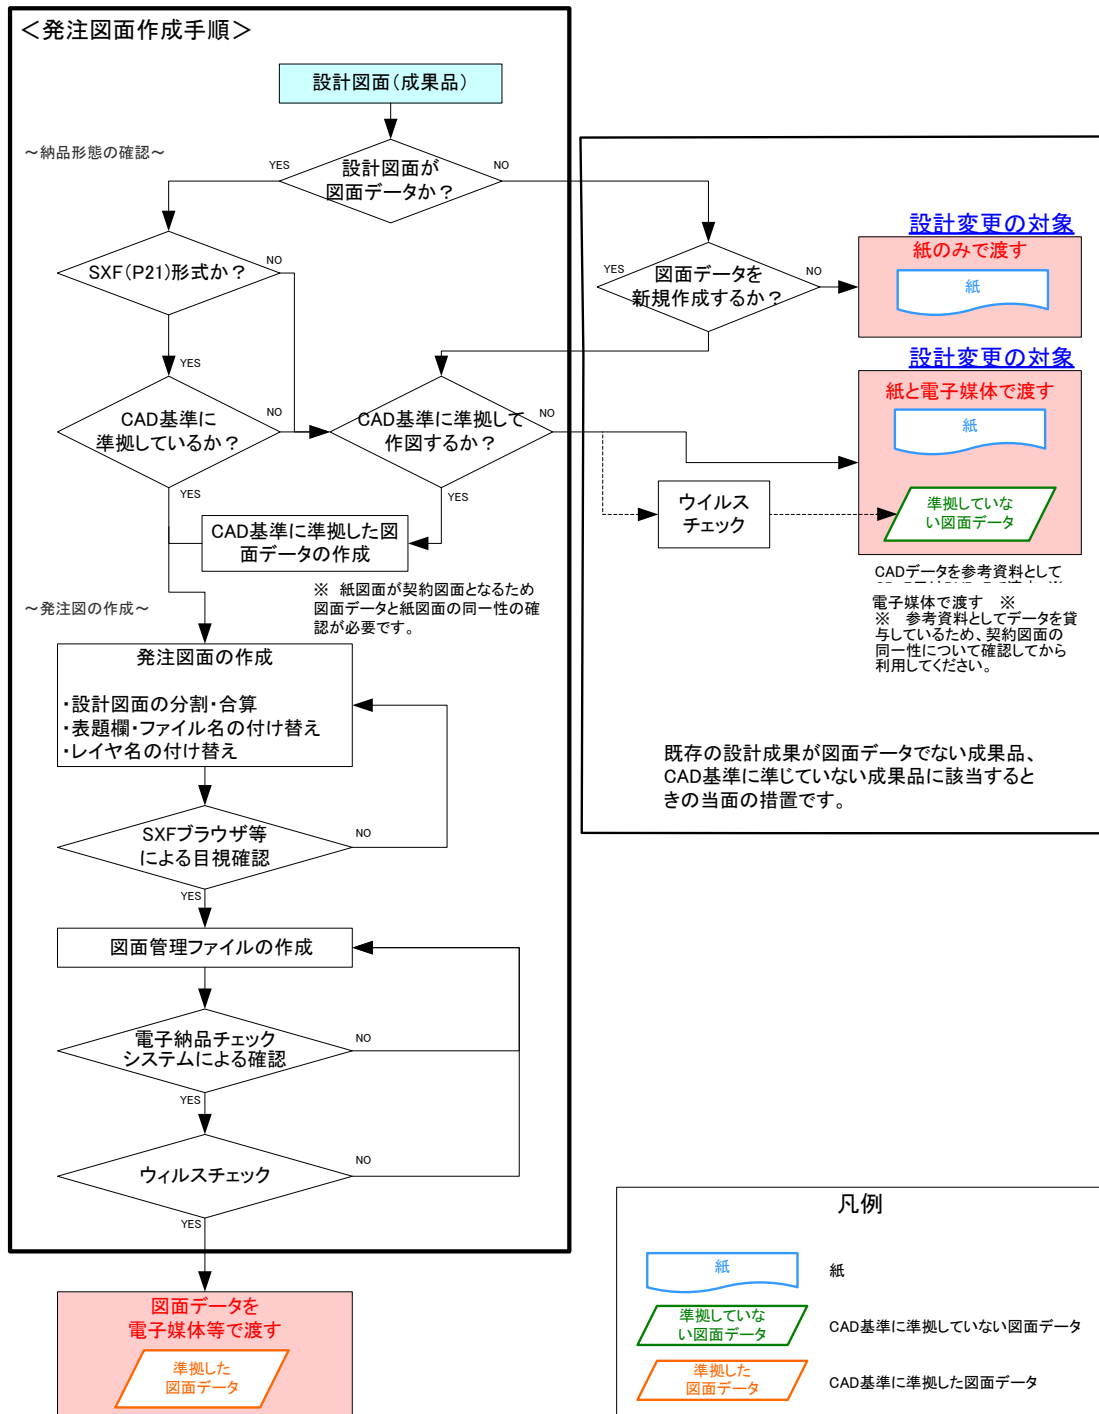 ＜発注図面作成手順＞
設計図面（成果品）
～納品形態の確認～
YES
NO
設計図面が
図面データか？
SXF（P21）形式か？
NO
YES
図面データを
新規作成するか？
YES
NO
設計変更の対象
紙のみで渡す
紙
設計変更の対象
紙と電子媒体で渡す
紙
準拠していな
い図面データ
CAD基準に
準拠しているか？
NO
YES
CAD基準に準拠して
作図するか？
NO
YES
ウイルス
チェック
CAD基準に準拠した図
面データの作成
※　紙図面が契約図面となるため
図面データと紙図面の同一性の確
認が必要です。
CADデータを参考資料として
電子媒体で渡す　※
※　参考資料としてデータを貸
与しているため、契約図面の
同一性について確認してから
利用してください。
既存の設計成果が図面データでない成果品、
CAD基準に準じていない成果品に該当すると
きの当面の措置です。
～発注図の作成～
発注図面の作成
・設計図面の分割・合算
・表題欄・ファイル名の付け替え
・レイヤ名の付け替え
SXFブラウザ等
による目視確認
NO
YES
図面管理ファイルの作成
電子納品チェック
システムによる確認
NO
YES
ウィルスチェック
NO
YES
図面データを
電子媒体等で渡す
準拠した
図面データ
凡例
紙
紙
準拠していな
い図面データ
CAD基準に準拠していない図面データ
準拠した
図面データ
CAD基準に準拠した図面データ